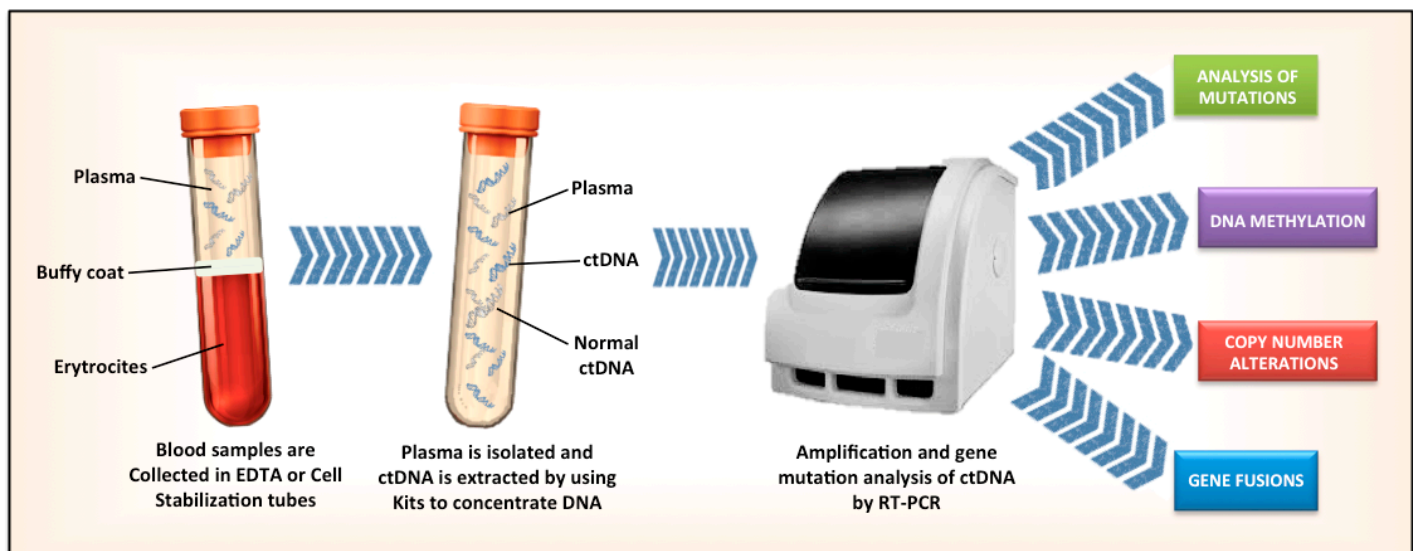 Plasma
Buffy coat
Erytrocites
Blood samples are
Collected in EDTA or Cell
Stabilization tubes
Plasma
ctDNA
Normal
ctDNA
Plasma is isolated and
ctDNA is extracted by using
Kits to concentrate DNA
Amplification and gene
mutation analysis of ctDNA
by RT-PCR
ANALYSIS OF
MUTATIONS
DNA METHYLATION
COPY NUMBER
ALTERATIONS
GENE FUSIONS